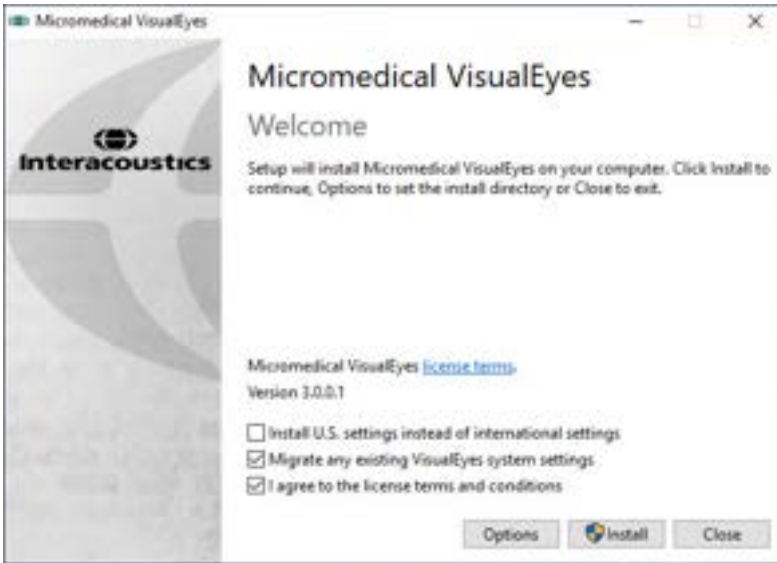 Micromedical VisualEyes
Micromedical VisualEyes
Welcome
Interacoustics
Setup will install Micromedical VisualEyes on your computer. Click Install to
continue, Options to set the install directory or Close to exit.
Micromedical VisualEyes license terms.
Version 3.0.0.1
Install U.S. settings instead of international settings
Migrate any existing VisualEyes system settings
I agree to the license terms and conditions
Options Install Close